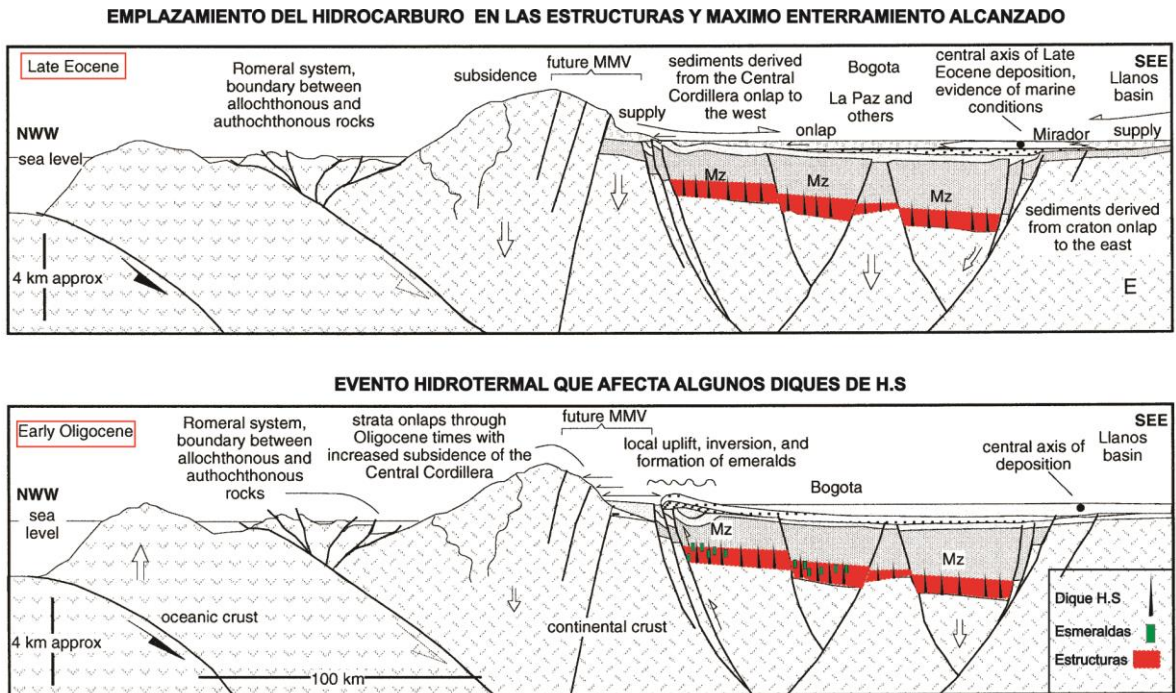 EMPLAZAMIENTO DEL HIDROCARBURO EN LAS ESTRUCTURAS Y MAXIMO ENTERRAMIENTO ALCANZADO
Late Eocene
Romeral system,
boundary between
allochthonous and
authochthonous rocks
subsidence
future MMV
supply
sediments
derived
from the Central
Cordillera onlap to
the west
Bogota
La Paz and
others
onlap
central axis of Late
Eocene deposition,
evidence of marine
conditions
Mirador
SEE
Llanos
basin
supply
NWW
sea level
Mz
Mz
Mz
sediments derived
from craton onlap
to the east
4 km approx
E
EVENTO HIDROTERMAL QUE AFECTA ALGUNOS DIQUES DE H.S
Early Oligocene
Romeral system,
boundary between
allochthonous and
authochthonous
rocks
strata onlaps through
Oligocene times with
increased subsidence of the
Central Cordillera
future MMV
local uplift, inversion, and
formation of emeralds
Bogota
central axis of
deposition
SEE
Llanos
basin
NWW
sea
level
Mz
Mz
Mz
oceanic crust
continental crust
4 km approx
100 km
Dique H.S
Esmeraldas
Estructuras